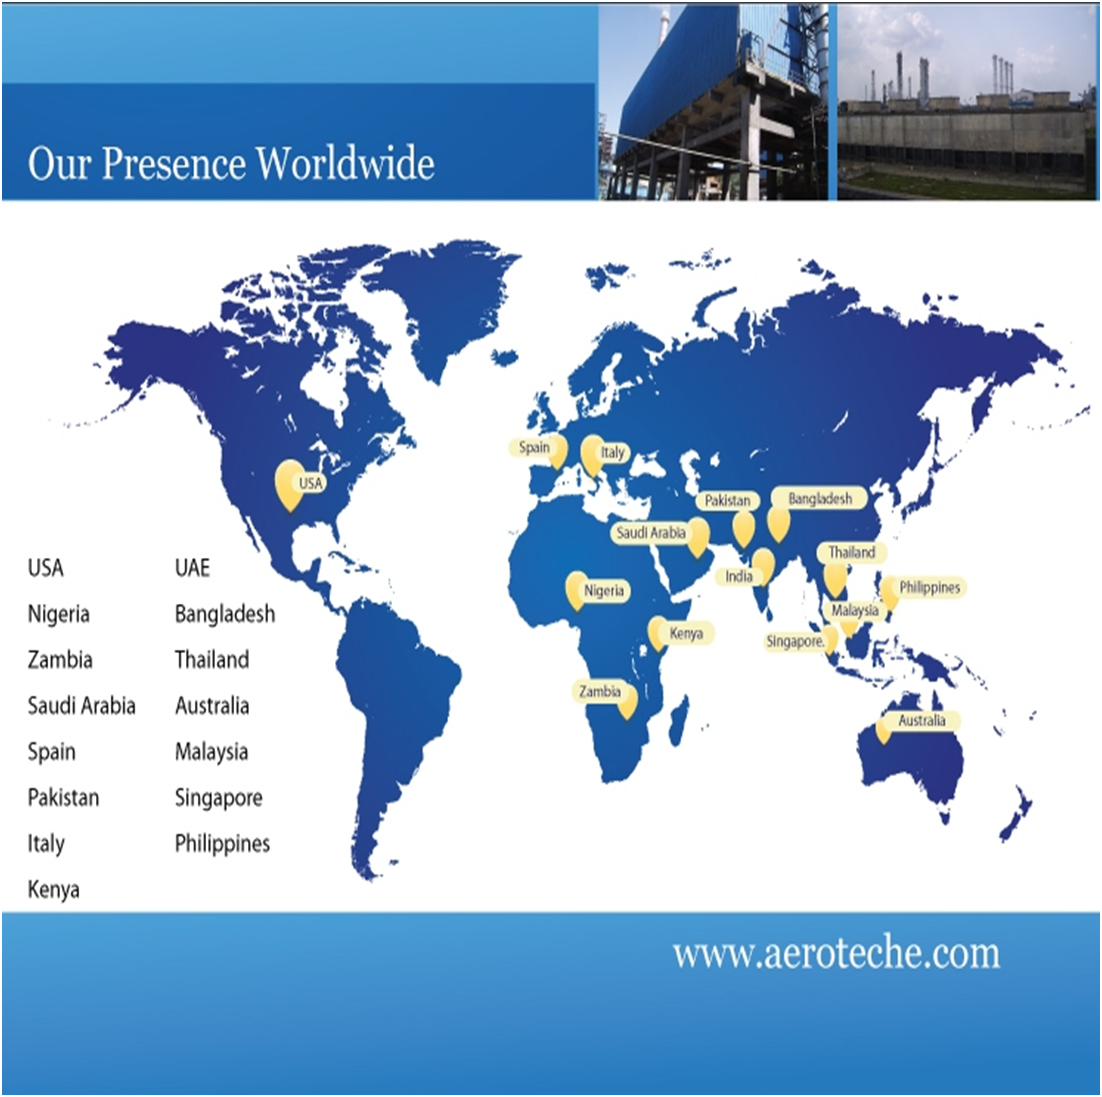 Our Presence Worldwide
Spain
Italy
USA
Pakistan
Bangladesh
Saudi Arabia
Thailand
India
Nigeria
Philippines
Malaysia
Kenya
Singapore.
Zambia
Australia
USA
Nigeria
Zambia
Saudi Arabia
Spain
Pakistan
Italy
Kenya
UAE
Bangladesh
Thailand
Australia
Malaysia
Singapore
Philippines
www.aeroteche.com